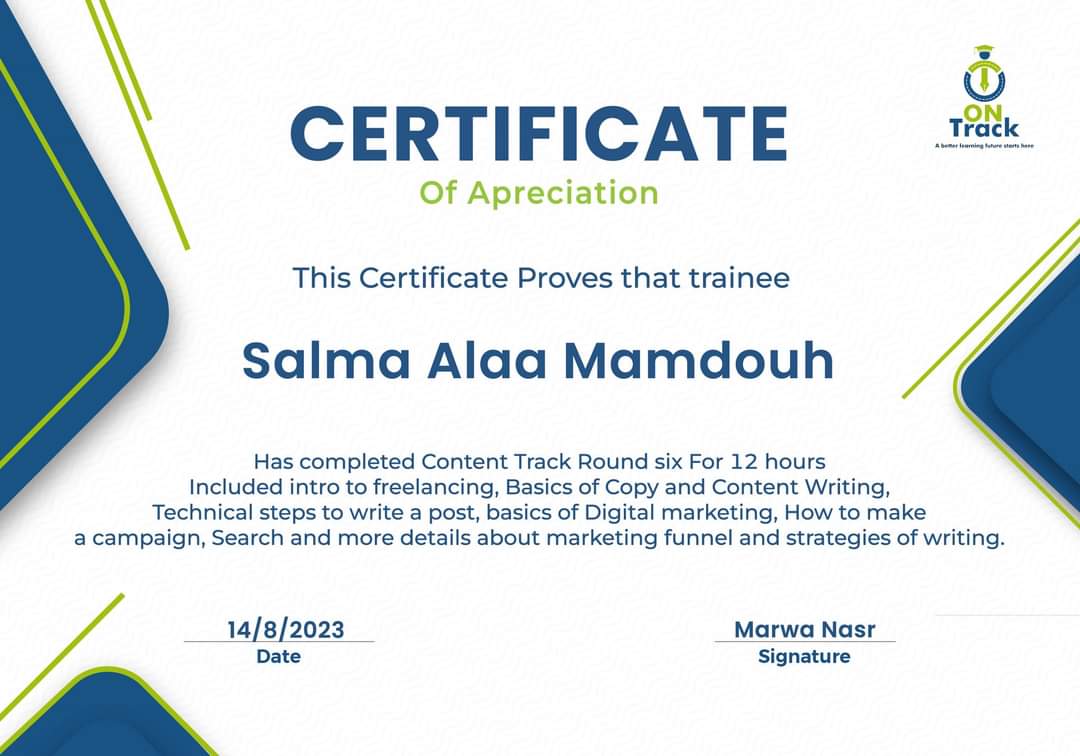 ON
Track
A better learning future starts here
CERTIFICATE
Of Apreciation
This Certificate Proves that trainee
Salma Alaa Mamdouh
Has completed Content Track Round six For 12 hours
Included intro to freelancing, Basics of Copy and Content Writing,
Technical steps to write a post, basics of Digital marketing, How to make
a campaign, Search and more details about marketing funnel and strategies of writing.
14/8/2023
Date
Marwa Nasr
Signature